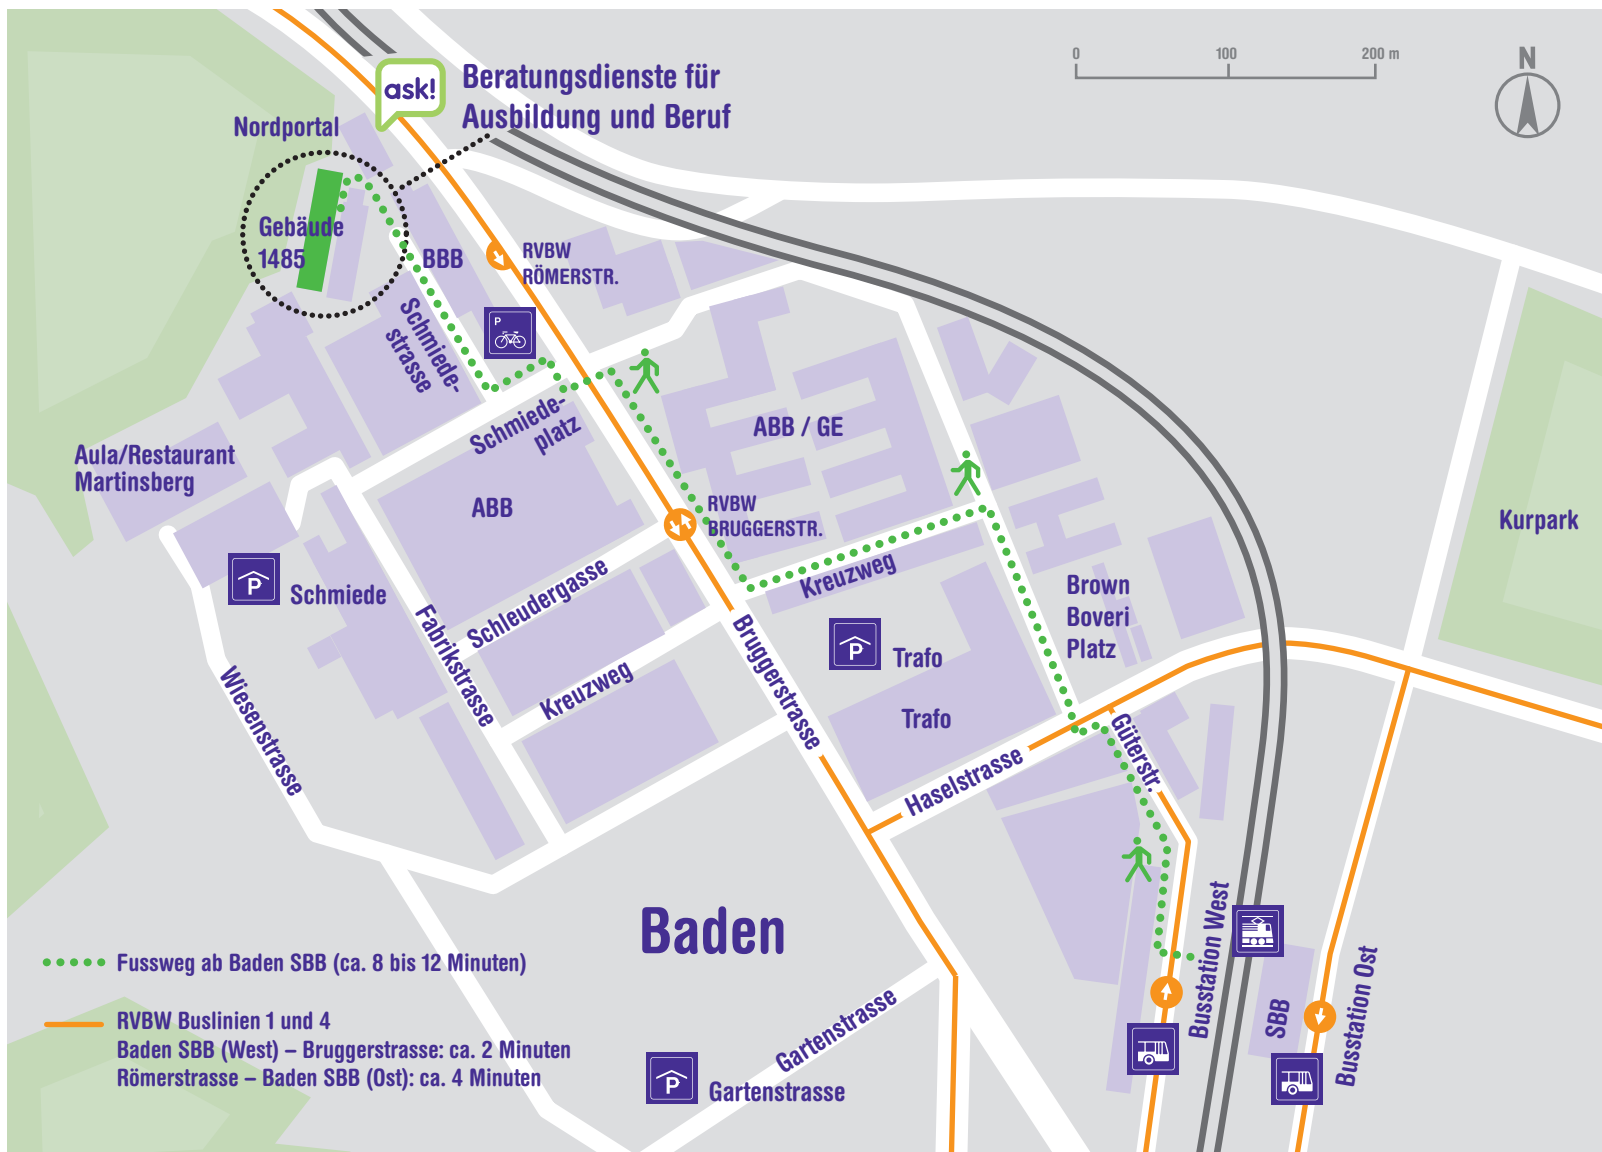 0 100 200 m
N
ask!
Beratungsdienste für
Ausbildung und Beruf
Nordportal
Gebäude
1485
BBB
RVBW
RÖMERSTR.
P
Schmiede-
strasse
Schmiede-
platz
ABB / GE
Aula/Restaurant
Martinsberg
ABB
RVBW
BRUGGERSTR.
Kurpark
P
Schmiede
Schleudergasse
Kreuzweg
Brown
Boveri
Platz
Fabrikstrasse
Kreuzweg
Bruggerstrasse
P
Trafo
Trafo
Wiesenstrasse
Güterstr.
Haselstrasse
Baden
Busstation West
SBB
Busstation Ost
Gartenstrasse
P
Gartenstrasse
Fussweg ab Baden SBB (ca. 8 bis 12 Minuten)
RVBW Buslinien 1 und 4
Baden SBB (West) – Bruggerstrasse: ca. 2 Minuten
Römerstrasse – Baden SBB (Ost): ca. 4 Minuten